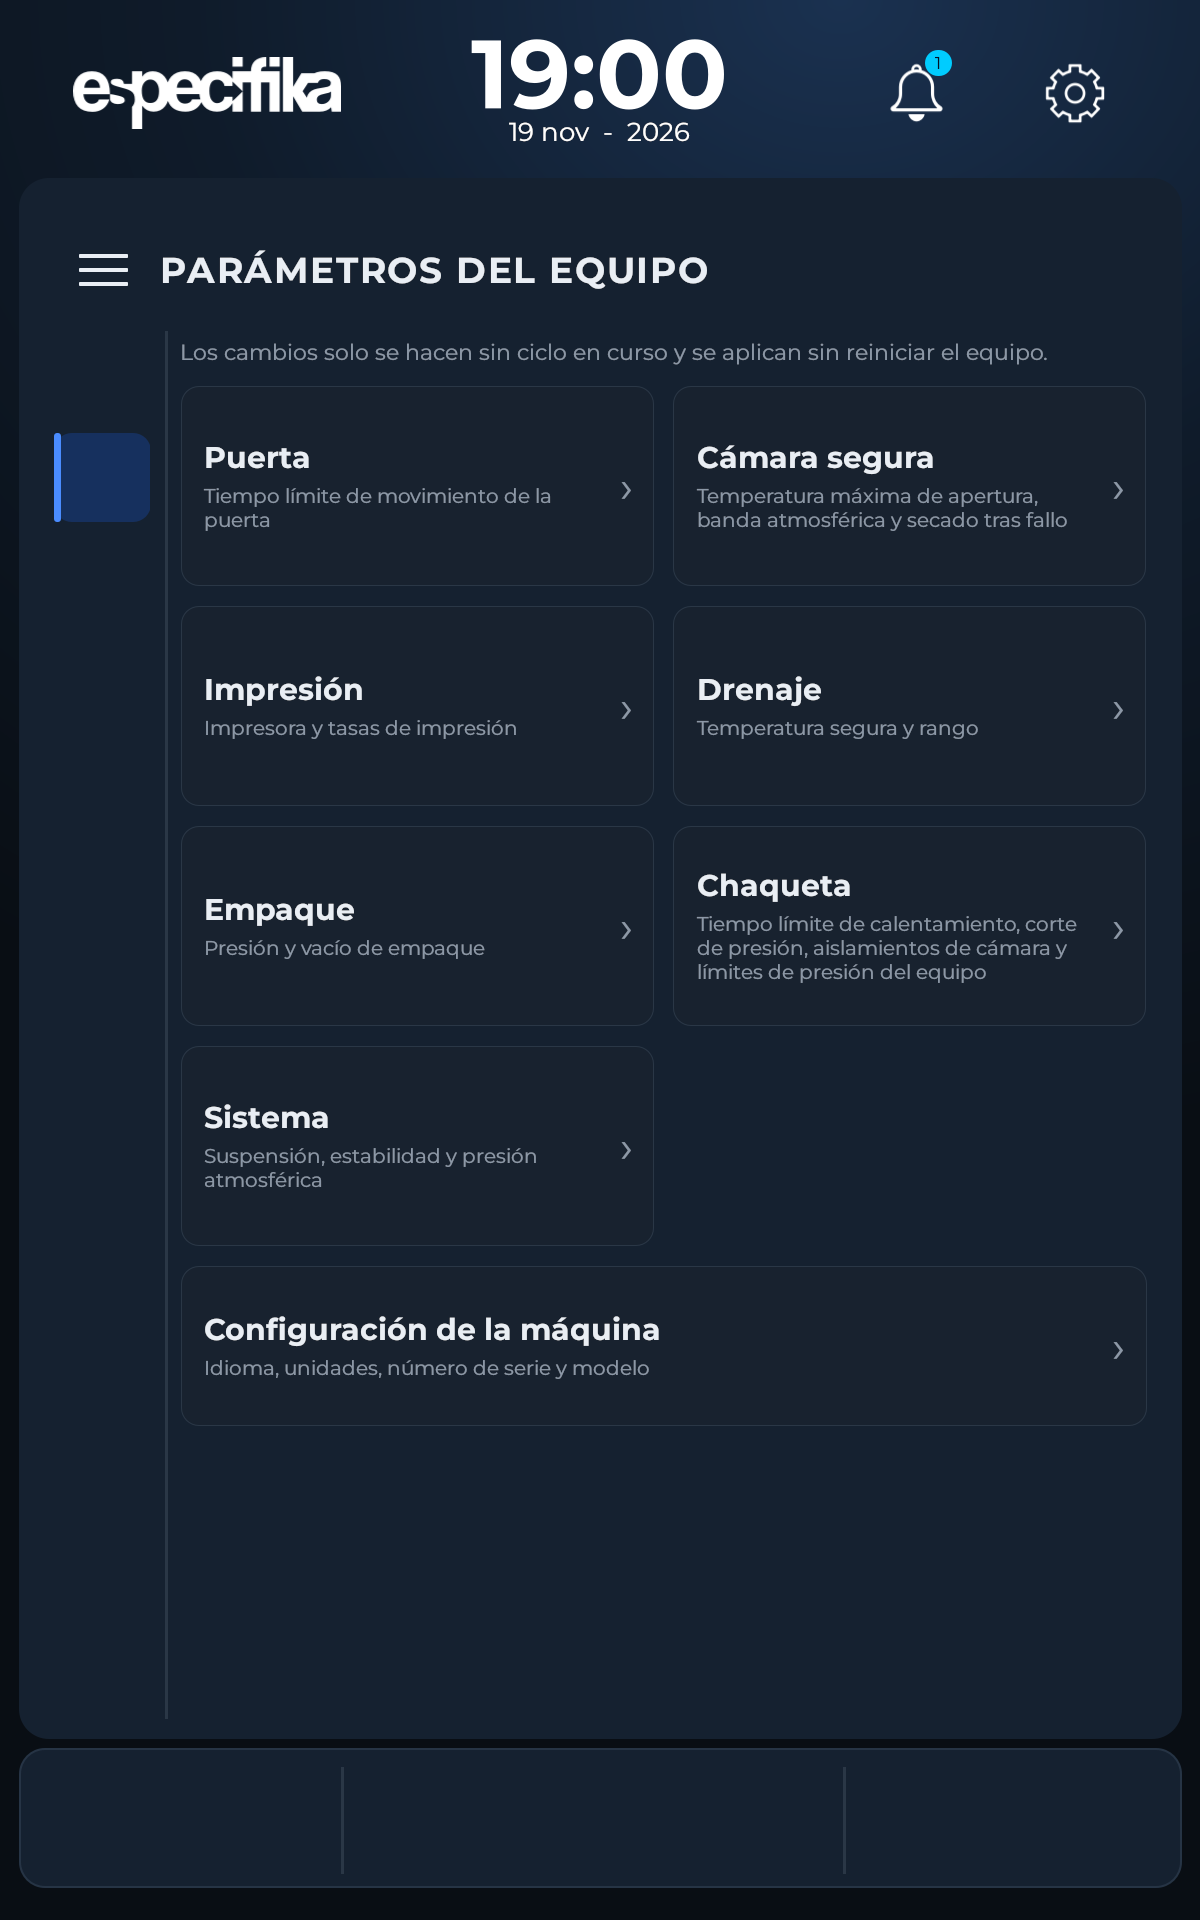 especifika
19:00
19 nov - 2026
1
PARÁMETROS DEL EQUIPO
Los cambios solo se hacen sin ciclo en curso y se aplican sin reiniciar el equipo.
Puerta
Tiempo límite de movimiento de la
puerta
›
Cámara segura
Temperatura máxima de apertura,
banda atmosférica y secado tras fallo
›
Impresión
Impresora y tasas de impresión
›
Drenaje
Temperatura segura y rango
›
Empaque
Presión y vacío de empaque
›
Chaqueta
Tiempo límite de calentamiento, corte
de presión, aislamientos de cámara y
límites de presión del equipo
›
Sistema
Suspensión, estabilidad y presión
atmosférica
›
Configuración de la máquina
Idioma, unidades, número de serie y modelo
›